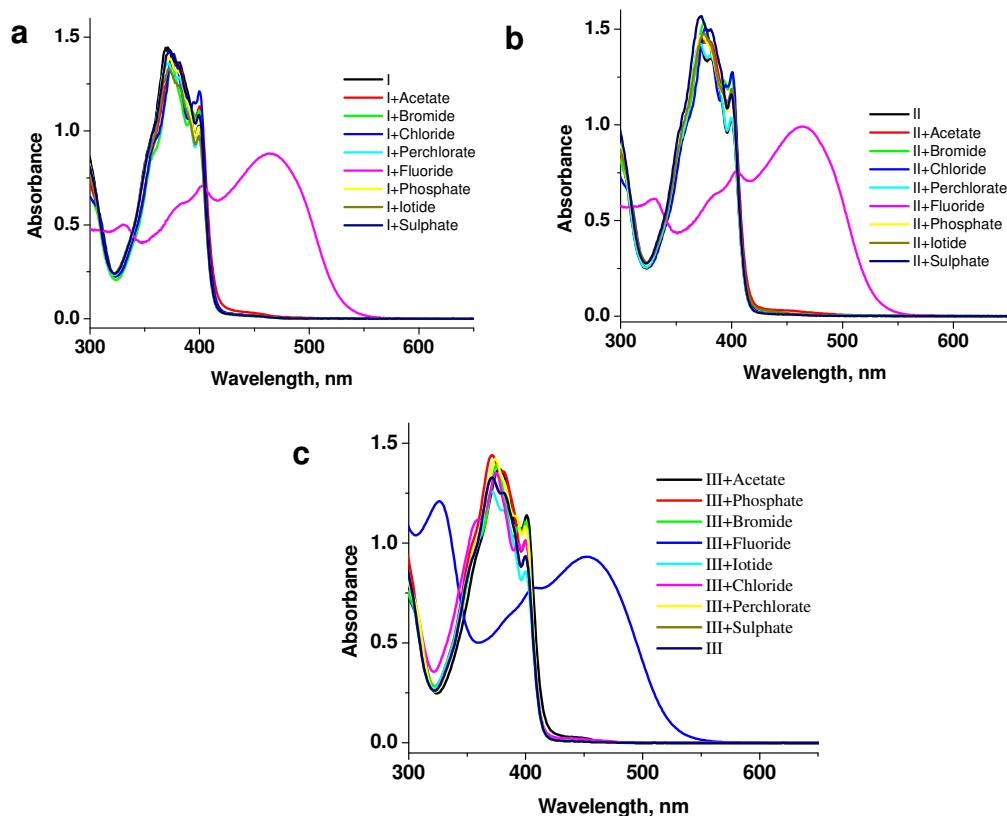 a
1.5
1.0
0.5
0.0
Absorbance
300
400
500
600
Wavelength, nm
I
I+Acetate
I+Bromide
I+Chloride
I+Perchlorate
I+Fluoride
I+Phosphate
I+Iotide
I+Sulphate
b
1.5
1.0
0.5
0.0
Absorbance
300
400
500
600
Wavelength, nm
II
II+Acetate
II+Bromide
II+Chloride
II+Perchlorate
II+Fluoride
II+Phosphate
II+Iotide
II+Sulphate
c
1.5
1.0
0.5
0.0
Absorbance
300
400
500
600
Wavelength, nm
III+Acetate
III+Phosphate
III+Bromide
III+Fluoride
III+Iotide
III+Chloride
III+Perchlorate
III+Sulphate
III